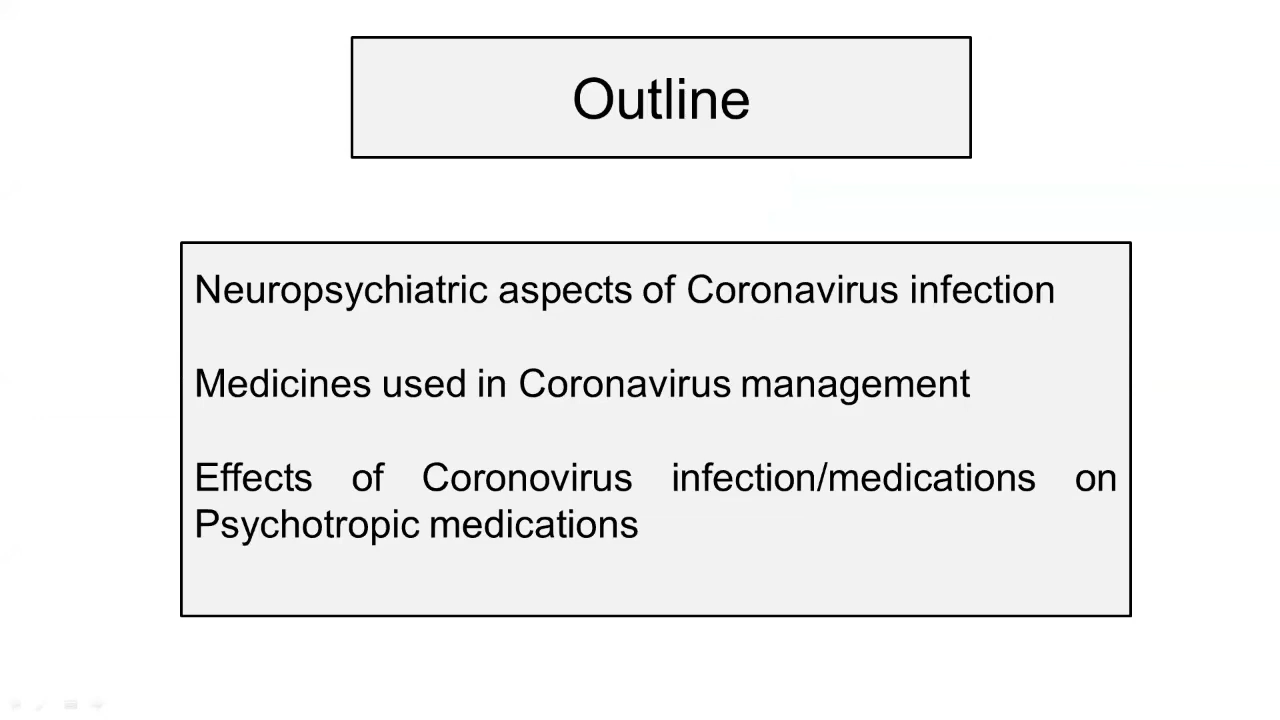 Outline
Neuropsychiatric aspects of Coronavirus infection
Medicines used in Coronavirus management
Effects of Coronovirus infection/medications on
Psychotropic medications